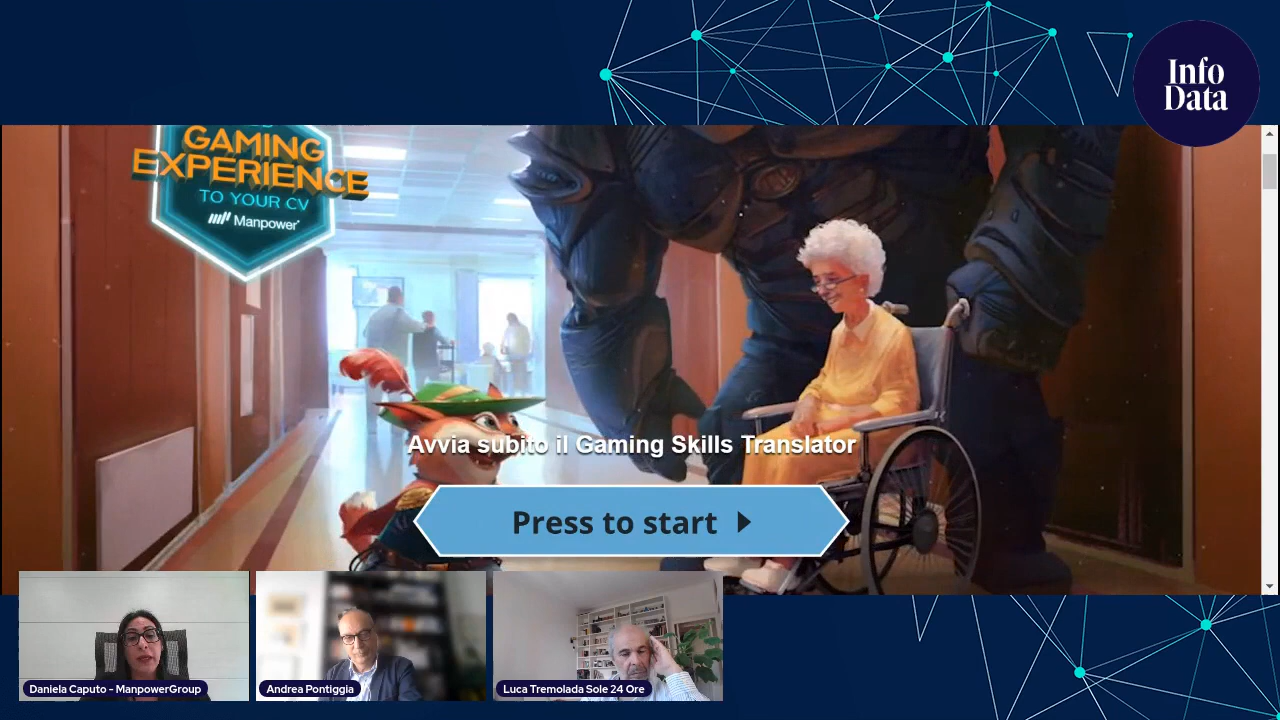 Info
Data
GAMING
EXPERIENCE
TO YOUR CV
Manpower
Avvia subito il Gaming Skills Translator
Press to start
Daniela Caputo - ManpowerGroup
Andrea Pontiggia
Luca Tremolada Sole 24 Ore